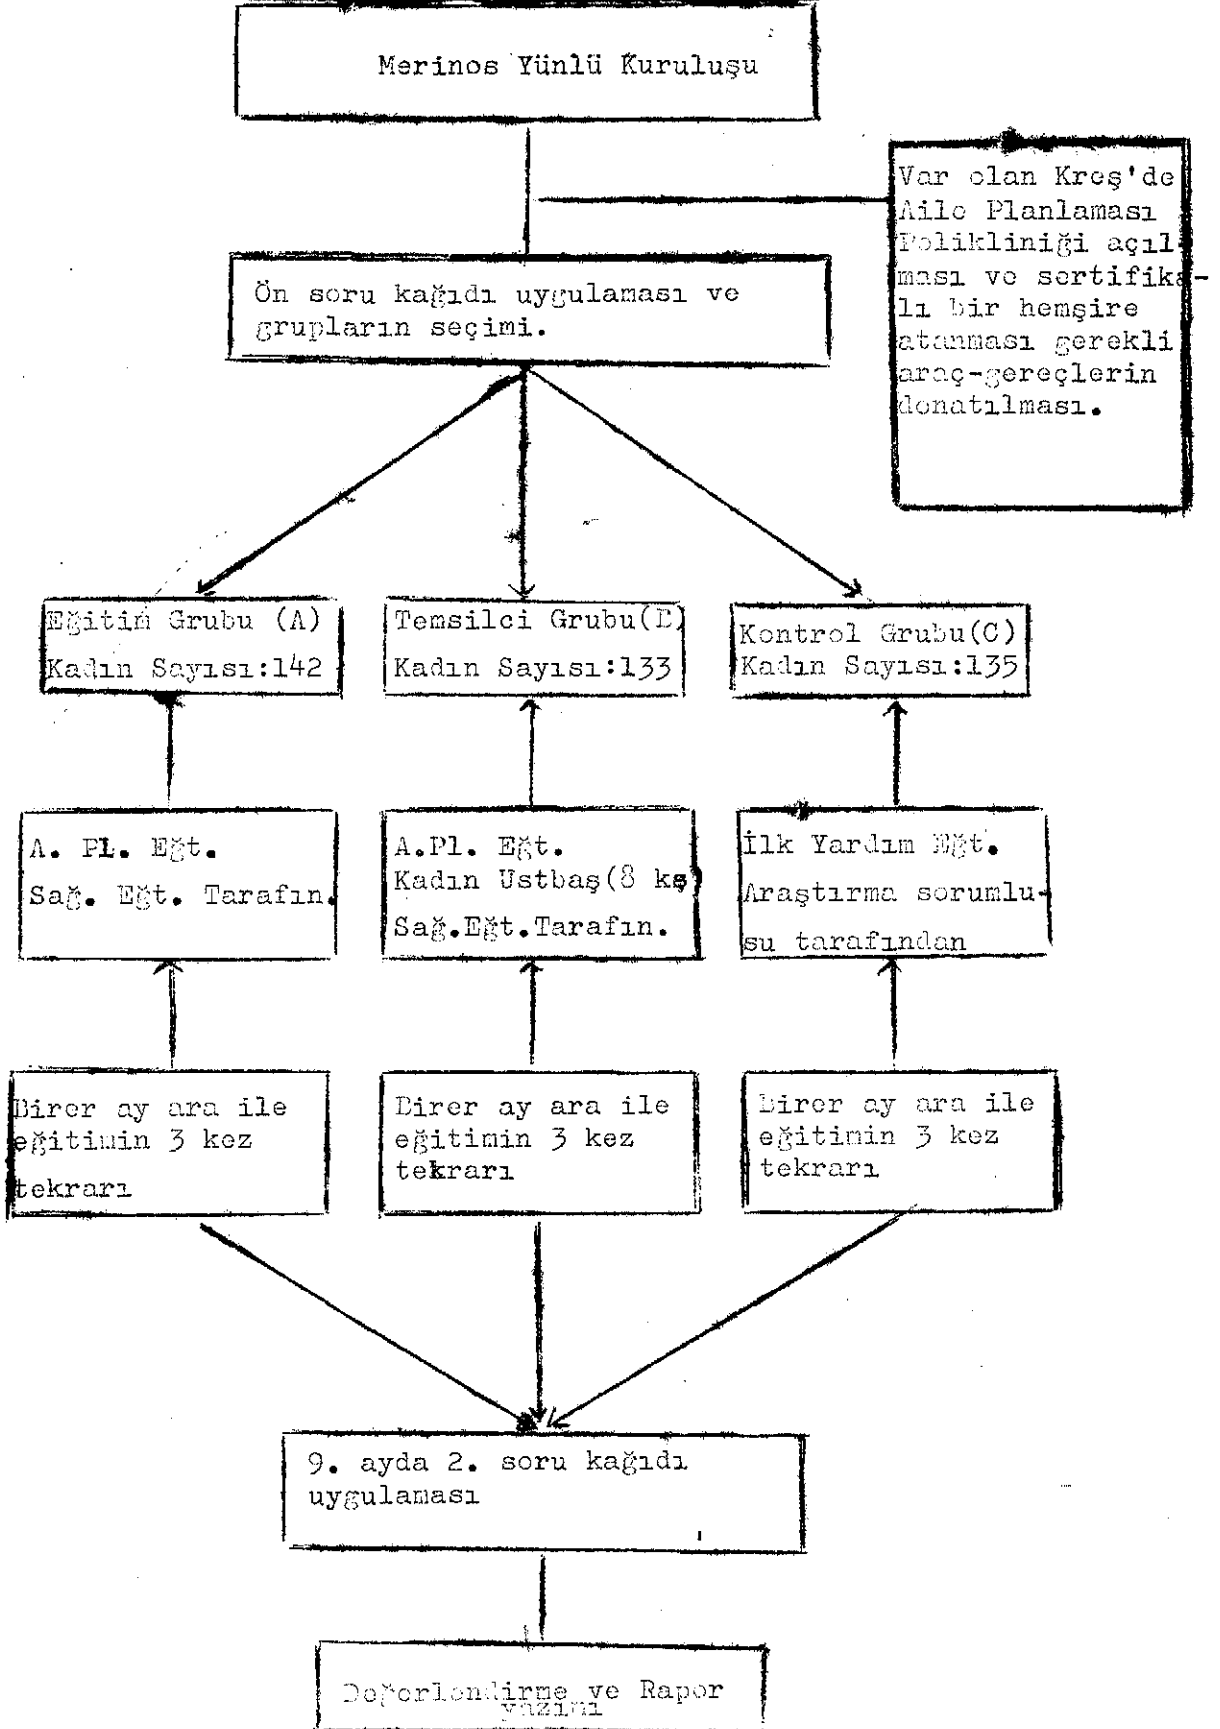 Merinos Yünlü Kuruluşu
Var olan Kreş'de
Aile Planlaması
Polikliniği açıl-
ması ve sertifika-
lı bir hemşire
atanması gerekli
araç-gereçlerin
donatılması.
Ön soru kağıdı uygulaması ve
grupların seçimi.
Eğitim Grubu (A)
Kadın Sayısı:142
Temsilci Grubu(B)
Kadın Sayısı:133
Kontrol Grubu(C)
Kadın Sayısı:135
A. Pl. Eğt.
Sağ. Eğt. Tarafın.
A.Pl. Eğt.
Kadın Ustbaş(8 kş)
Sağ.Eğt.Tarafın.
İlk Yardım Eğt.
Araştırma sorumlu-
su tarafından
Birer ay ara ile
eğitimin 3 kez
tekrarı
Birer ay ara ile
eğitimin 3 kez
tekrarı
Birer ay ara ile
eğitimin 3 kez
tekrarı
9. ayda 2. soru kağıdı
uygulaması
Değerlendirme ve Rapor
yazımı